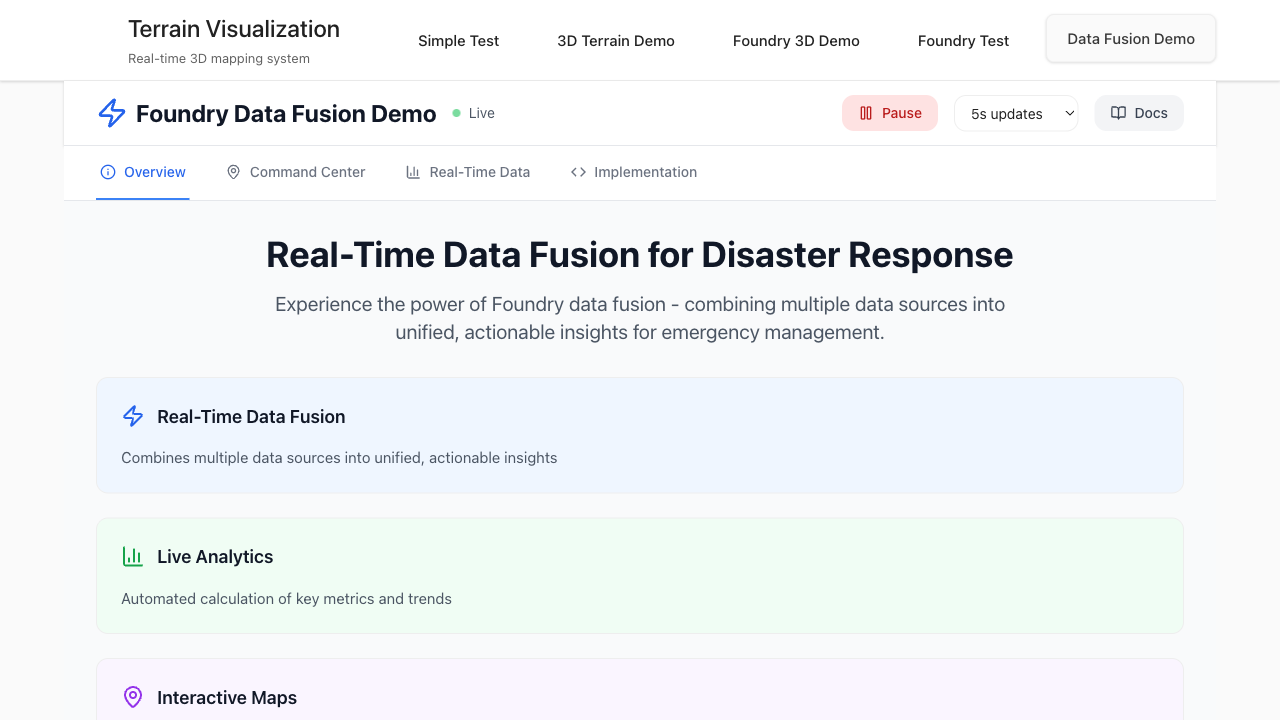 Terrain Visualization
Real-time 3D mapping system
Simple Test
3D Terrain Demo
Foundry 3D Demo
Foundry Test
Data Fusion Demo
Foundry Data Fusion Demo
Live
Pause
5s updates
Docs
Overview
Command Center
Real-Time Data
Implementation
Real-Time Data Fusion for Disaster Response
Experience the power of Foundry data fusion - combining multiple data sources into
unified, actionable insights for emergency management.
Real-Time Data Fusion
Combines multiple data sources into unified, actionable insights
Live Analytics
Automated calculation of key metrics and trends
Interactive Maps